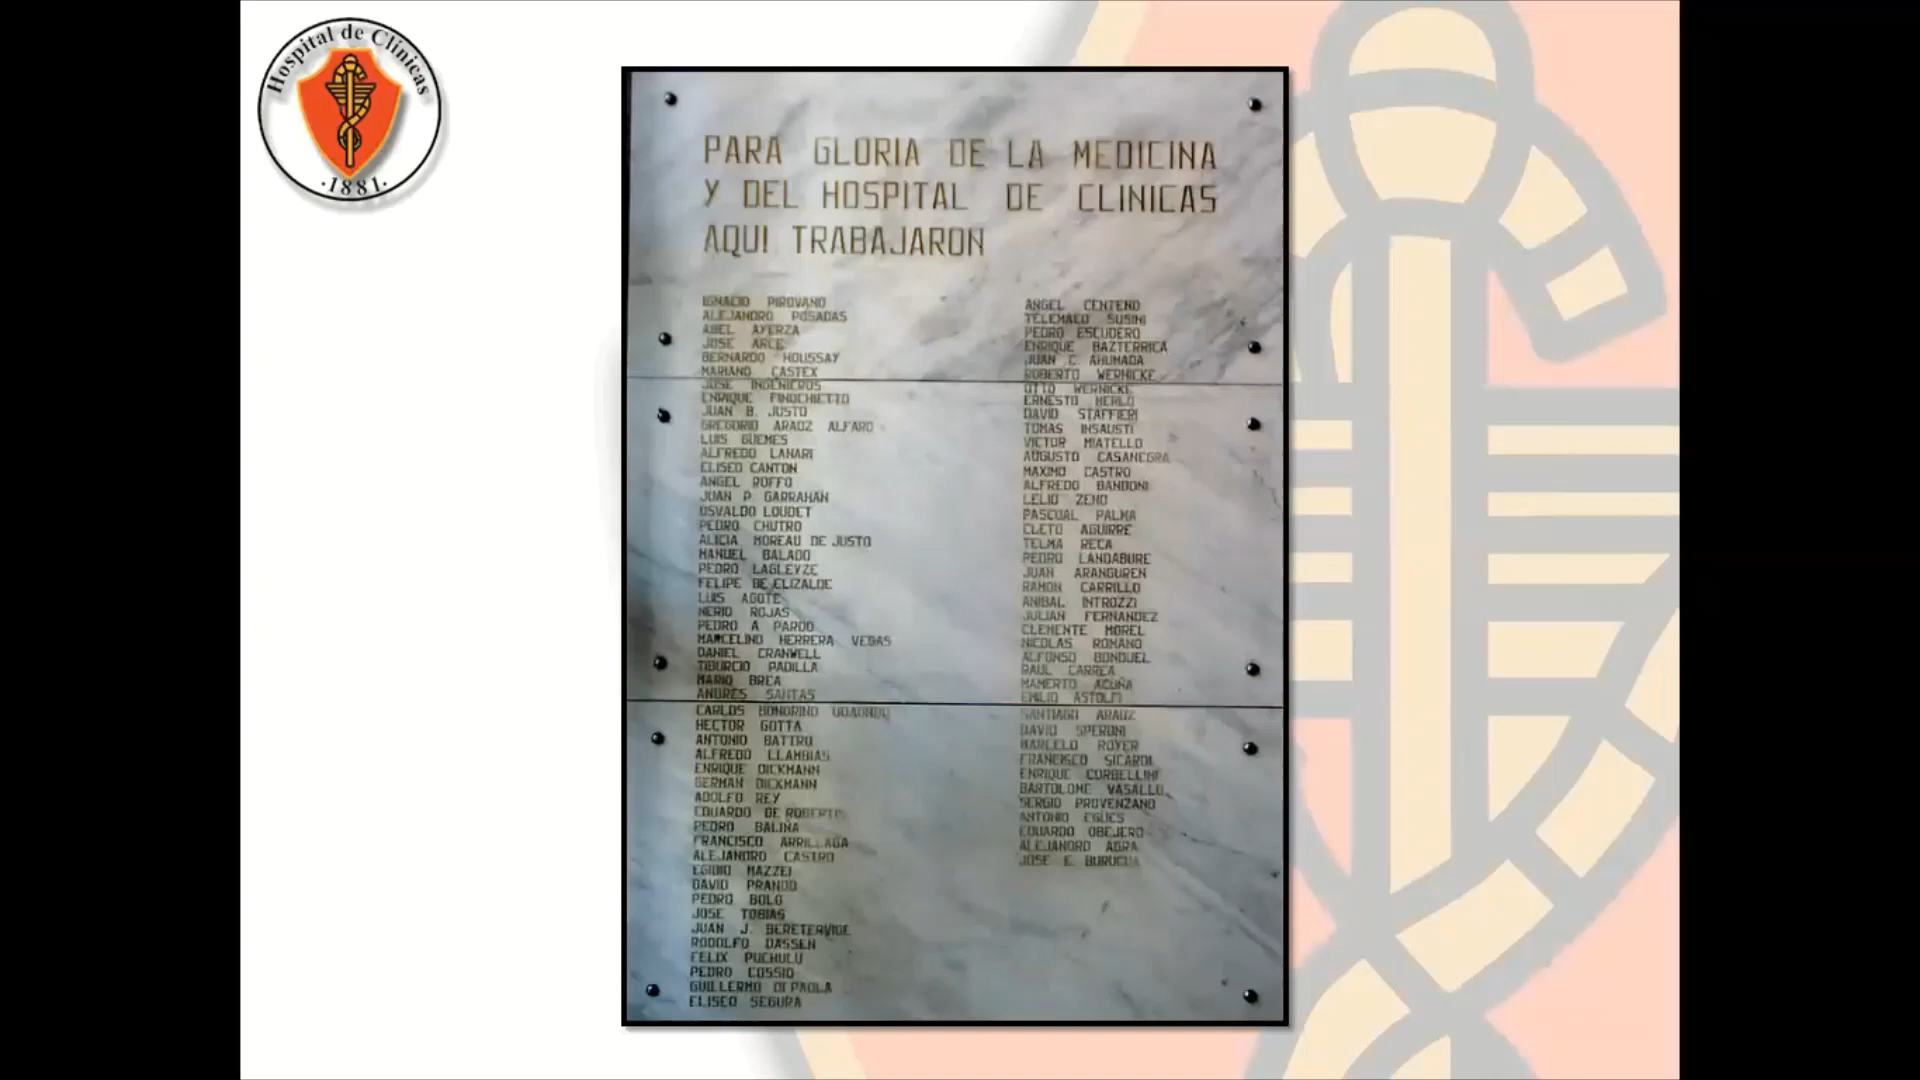 Hospital de Clínicas
·1881·
PARA GLORIA DE LA MEDICINA
Y DEL HOSPITAL DE CLINICAS
AQUI TRABAJARON
IGNACIO PIROVANO
ALEJANDRO POSADAS
ABEL AYERZA
JOSE ARCE
BERNARDO HOUSSAY
MARIANO CASTEX
JOSE INGENIEROS
ENRIQUE FINOCHIETTO
JUAN B. JUSTO
GREGORIO ARAOZ ALFARO
LUIS GUEMES
ALFREDO LANARI
ELISEO CANTON
ANGEL ROFFO
JUAN P. GARRAHAN
OSVALDO LOUDET
PEDRO CHUTRO
ALICIA MOREAU DE JUSTO
MANUEL BALADO
PEDRO LAGLEYZE
FELIPE DE ELIZALDE
LUIS AGOTE
NERIO ROJAS
PEDRO A PARDO
MARCELINO HERRERA VEGAS
DANIEL CRANWELL
TIBURCIO PADILLA
MARIO BREA
ANDRES SANTAS
CARLOS BONORINO UDAONDO
HECTOR GOTTA
ANTONIO BATTRO
ALFREDO LLAMBIAS
ENRIQUE DICKMANN
GERMAN DICKMANN
ADOLFO REY
EDUARDO DE ROBERTIS
PEDRO BALIÑA
FRANCISCO ARRILLAGA
ALEJANDRO CASTRO
EGIDIO MAZZEI
DAVID PRANDO
PEDRO BOLO
JOSE TOBIAS
JUAN J. BERETERVIDE
RODOLFO DASSEN
FELIX PUCHULU
PEDRO COSSIO
GUILLERMO DI PAOLA
ELISEO SEGURA
ANGEL CENTENO
TELEMACO SUSINI
PEDRO ESCUDERO
ENRIQUE BAZTERRICA
JUAN C. AHUMADA
ROBERTO WERNICKE
OTTO WERNICKE
ERNESTO MERLO
DAVID STAFFIERI
TOMAS INSAUSTI
VICTOR MIATELLO
AUGUSTO CASANEGRA
MAXIMO CASTRO
ALFREDO BANDONI
LELIO ZENO
PASCUAL PALMA
CLETO AGUIRRE
TELMA RECA
PEDRO LANDABURE
JUAN ARANGUREN
RAMON CARRILLO
ANIBAL INTROZZI
JULIAN FERNANDEZ
CLEMENTE MOREL
NICOLAS ROMANO
ALFONSO BONDUEL
RAUL CARREA
MAMERTO ACUÑA
EMILIO ASTOLFI
SANTIAGO ARAUZ
DAVID SPERONI
MARCELO ROYER
FRANCISCO SICARDI
ENRIQUE CORBELLINI
BARTOLOME VASALLO
SERGIO PROVENZANO
ANTONIO EGUES
EDUARDO OBEJERO
ALEJANDRO AGRA
JOSE E. BURUCUA